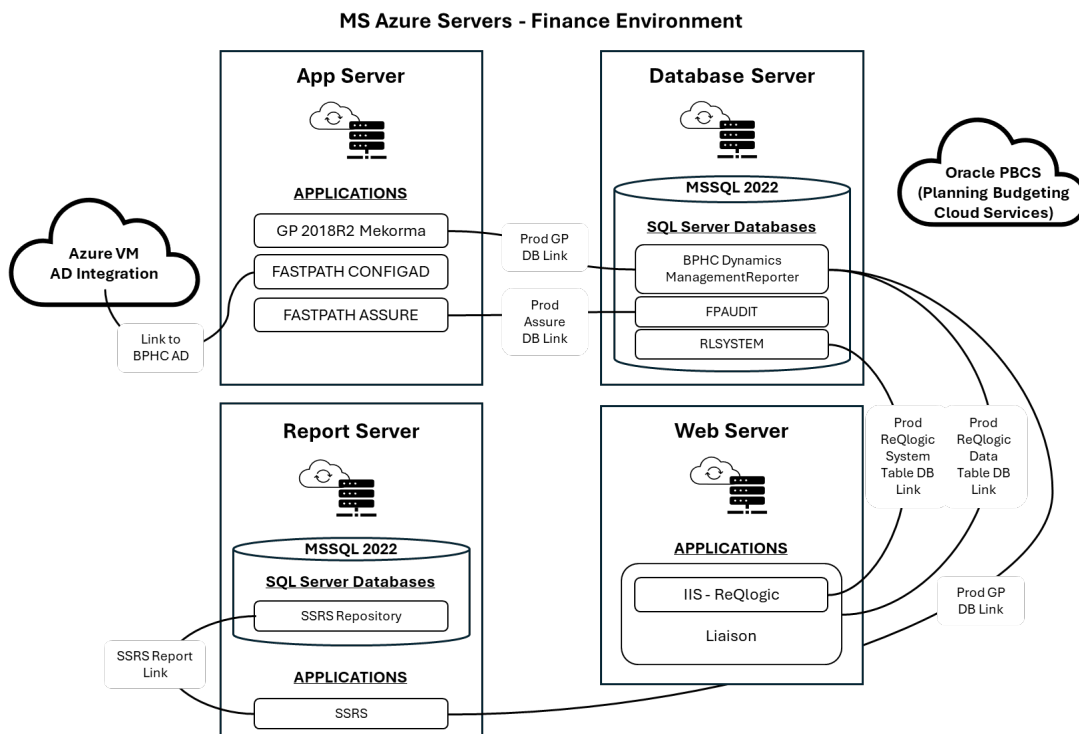 MS Azure Servers - Finance Environment
App Server
APPLICATIONS
GP 2018R2 Mekorma
FASTPATH CONFIGAD
FASTPATH ASSURE
Azure VM
AD Integration
Link to
BPHC AD
Prod GP
DB Link
Prod
Assure
DB Link
Database Server
MSSQL 2022
SQL Server Databases
BPHC Dynamics
ManagementReporter
FPAUDIT
RLSYSTEM
Oracle PBCS
(Planning Budgeting
Cloud Services)
Report Server
MSSQL 2022
SQL Server Databases
SSRS Repository
APPLICATIONS
SSRS
SSRS Report
Link
Web Server
APPLICATIONS
IIS - ReQlogic
Liaison
Prod
ReQlogic
System
Table DB
Link
Prod
ReQlogic
Data
Table DB
Link
Prod GP
DB Link